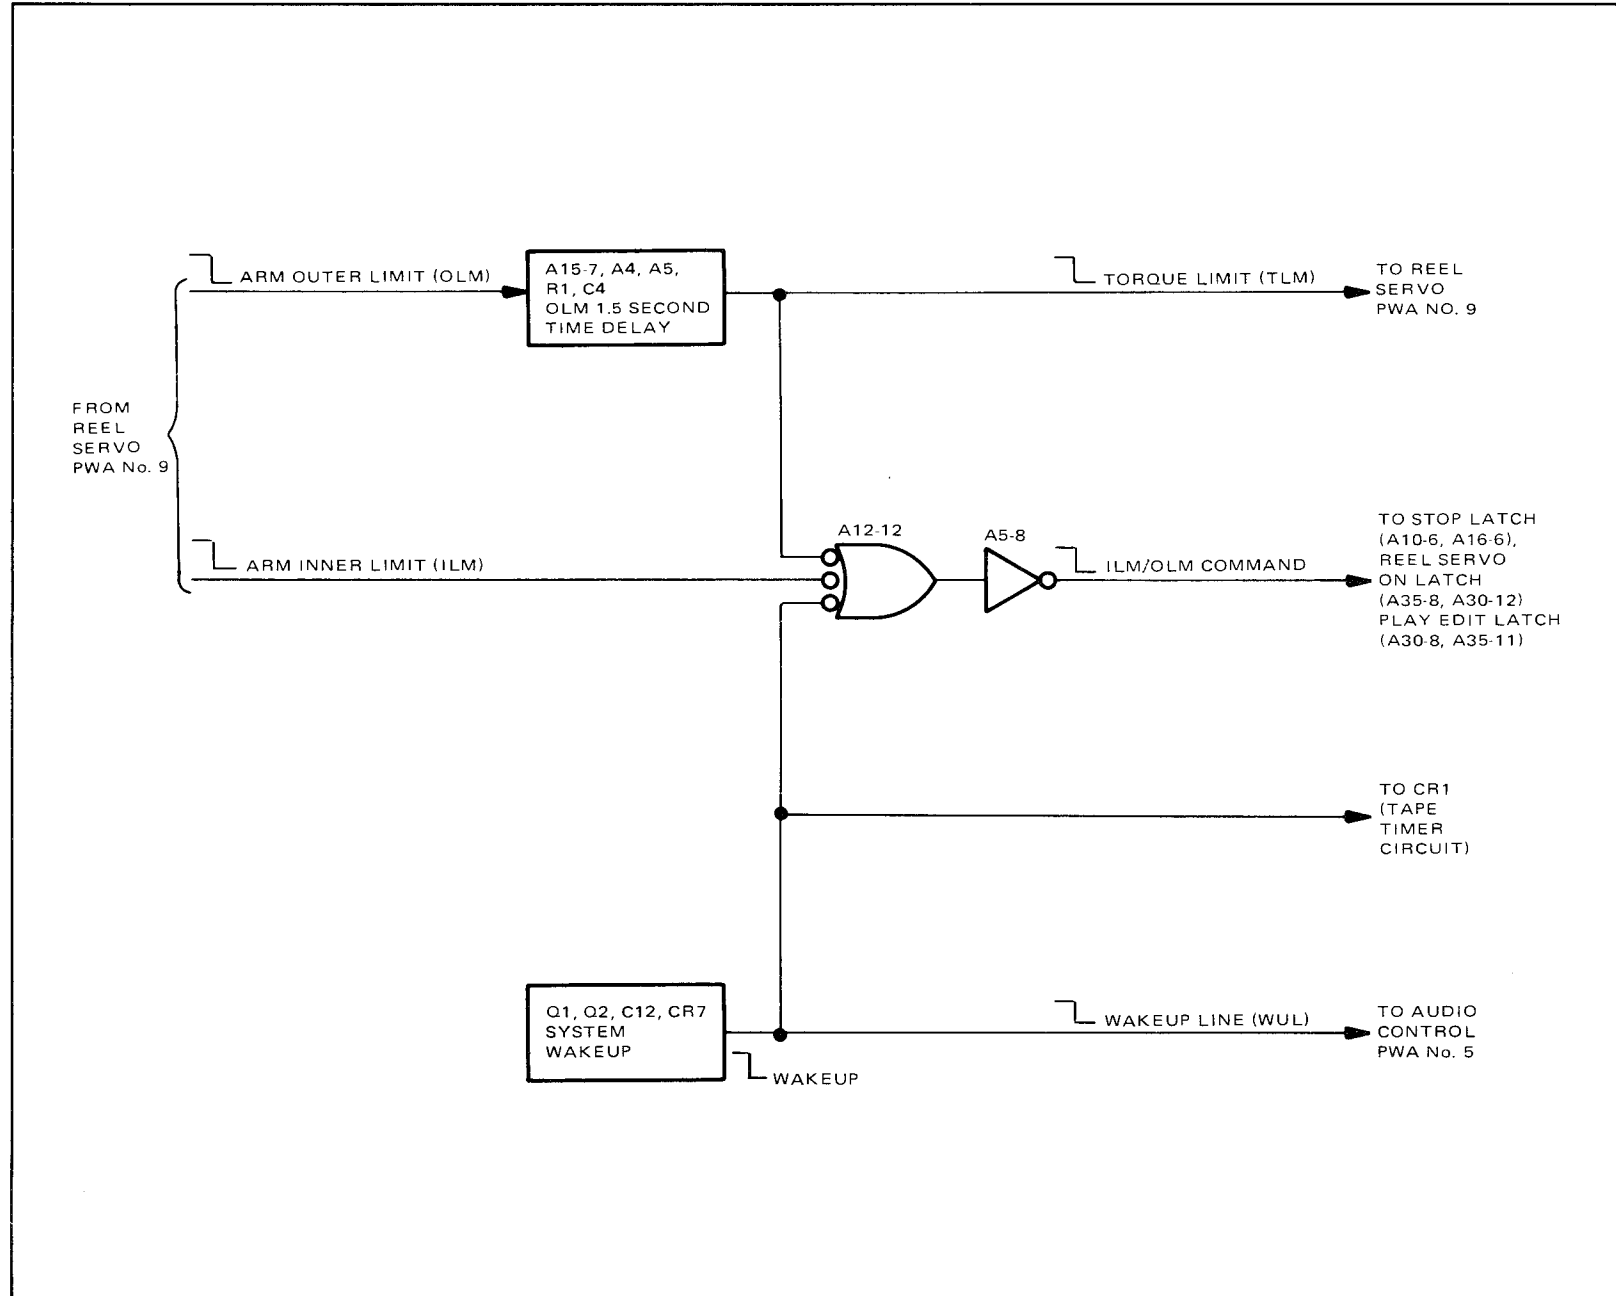 ARM OUTER LIMIT (OLM)
A15-7, A4, A5,
R1, C4
OLM 1.5 SECOND
TIME DELAY
TORQUE LIMIT (TLM)
TO REEL
SERVO
PWA NO. 9
FROM
REEL
SERVO
PWA No. 9
ARM INNER LIMIT (ILM)
A12-12
A5-8
ILM/OLM COMMAND
TO STOP LATCH
(A10-6, A16-6),
REEL SERVO
ON LATCH
(A35-8, A30-12)
PLAY EDIT LATCH
(A30-8, A35-11)
TO CR1
(TAPE
TIMER
CIRCUIT)
Q1, Q2, C12, CR7
SYSTEM
WAKEUP
WAKEUP
WAKEUP LINE (WUL)
TO AUDIO
CONTROL
PWA No. 5